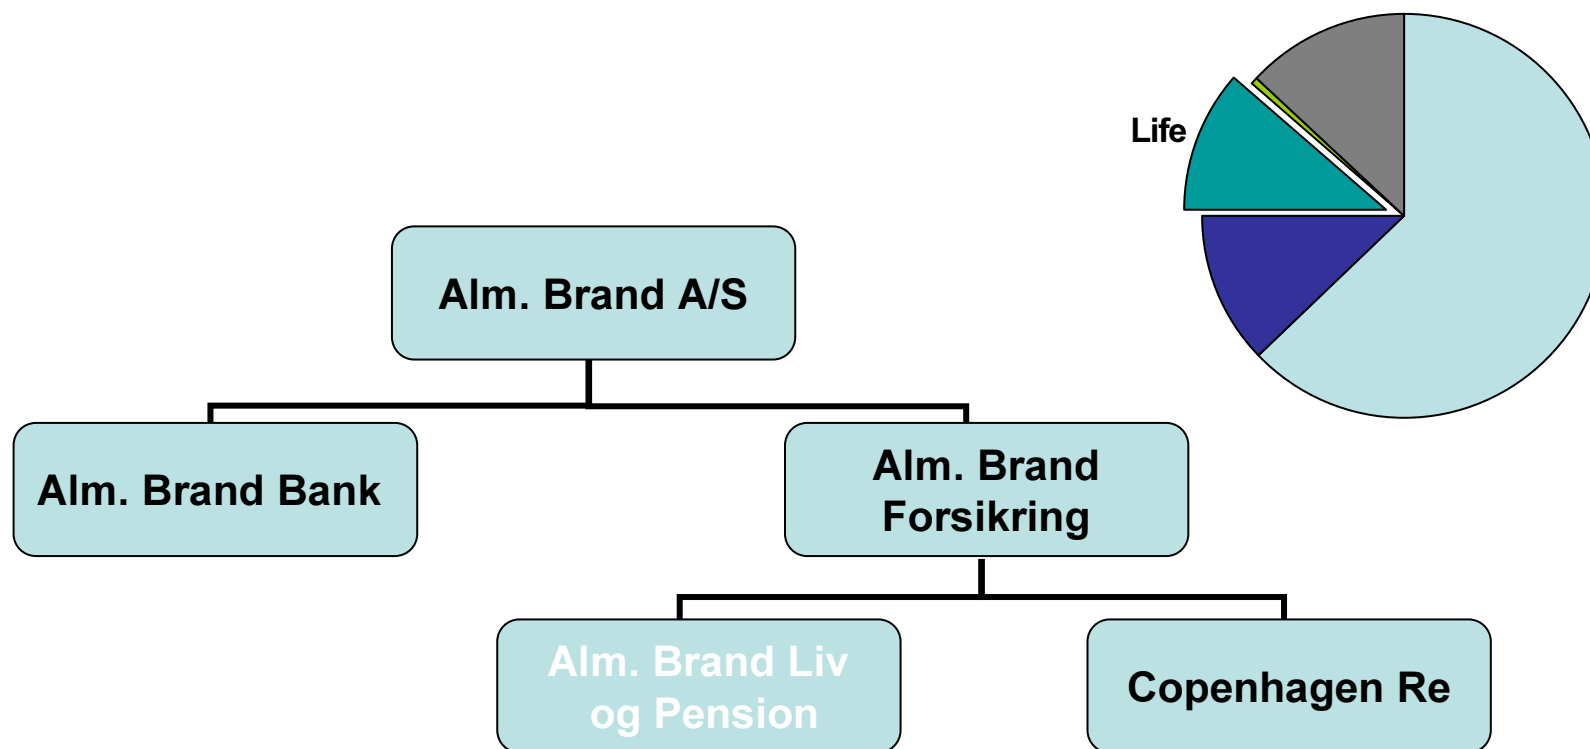 Life
Alm. Brand A/S
Alm. Brand Bank
Alm. Brand
Forsikring
Alm. Brand Liv
og Pension
Copenhagen Re